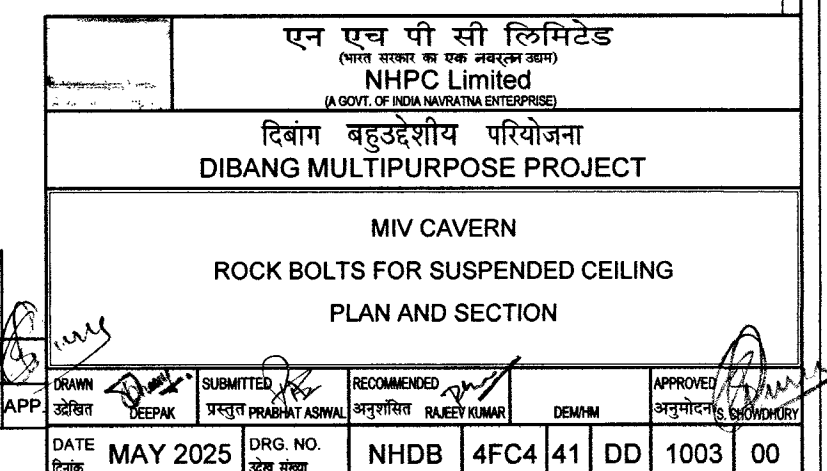 एन एच पी सी लिमिटेड
(भारत सरकार का एक नवरत्न उद्यम)
NHPC Limited
(A GOVT. OF INDIA NAVRATNA ENTERPRISE)
दिबांग बहुउद्देशीय परियोजना
DIBANG MULTIPURPOSE PROJECT
MIV CAVERN
ROCK BOLTS FOR SUSPENDED CEILING
PLAN AND SECTION
APP.
DRAWN
उद्रेखित DEEPAK
SUBMITTED
प्रस्तुत PRABHAT ASIWAL
RECOMMENDED
अनुशंसित RAJEEV KUMAR
DEM/HM
APPROVED
अनुमोदन S. CHOWDHURY
DATE MAY 2025 DRG. NO. NHDB 4FC4 41 DD 1003 00
दिनांक